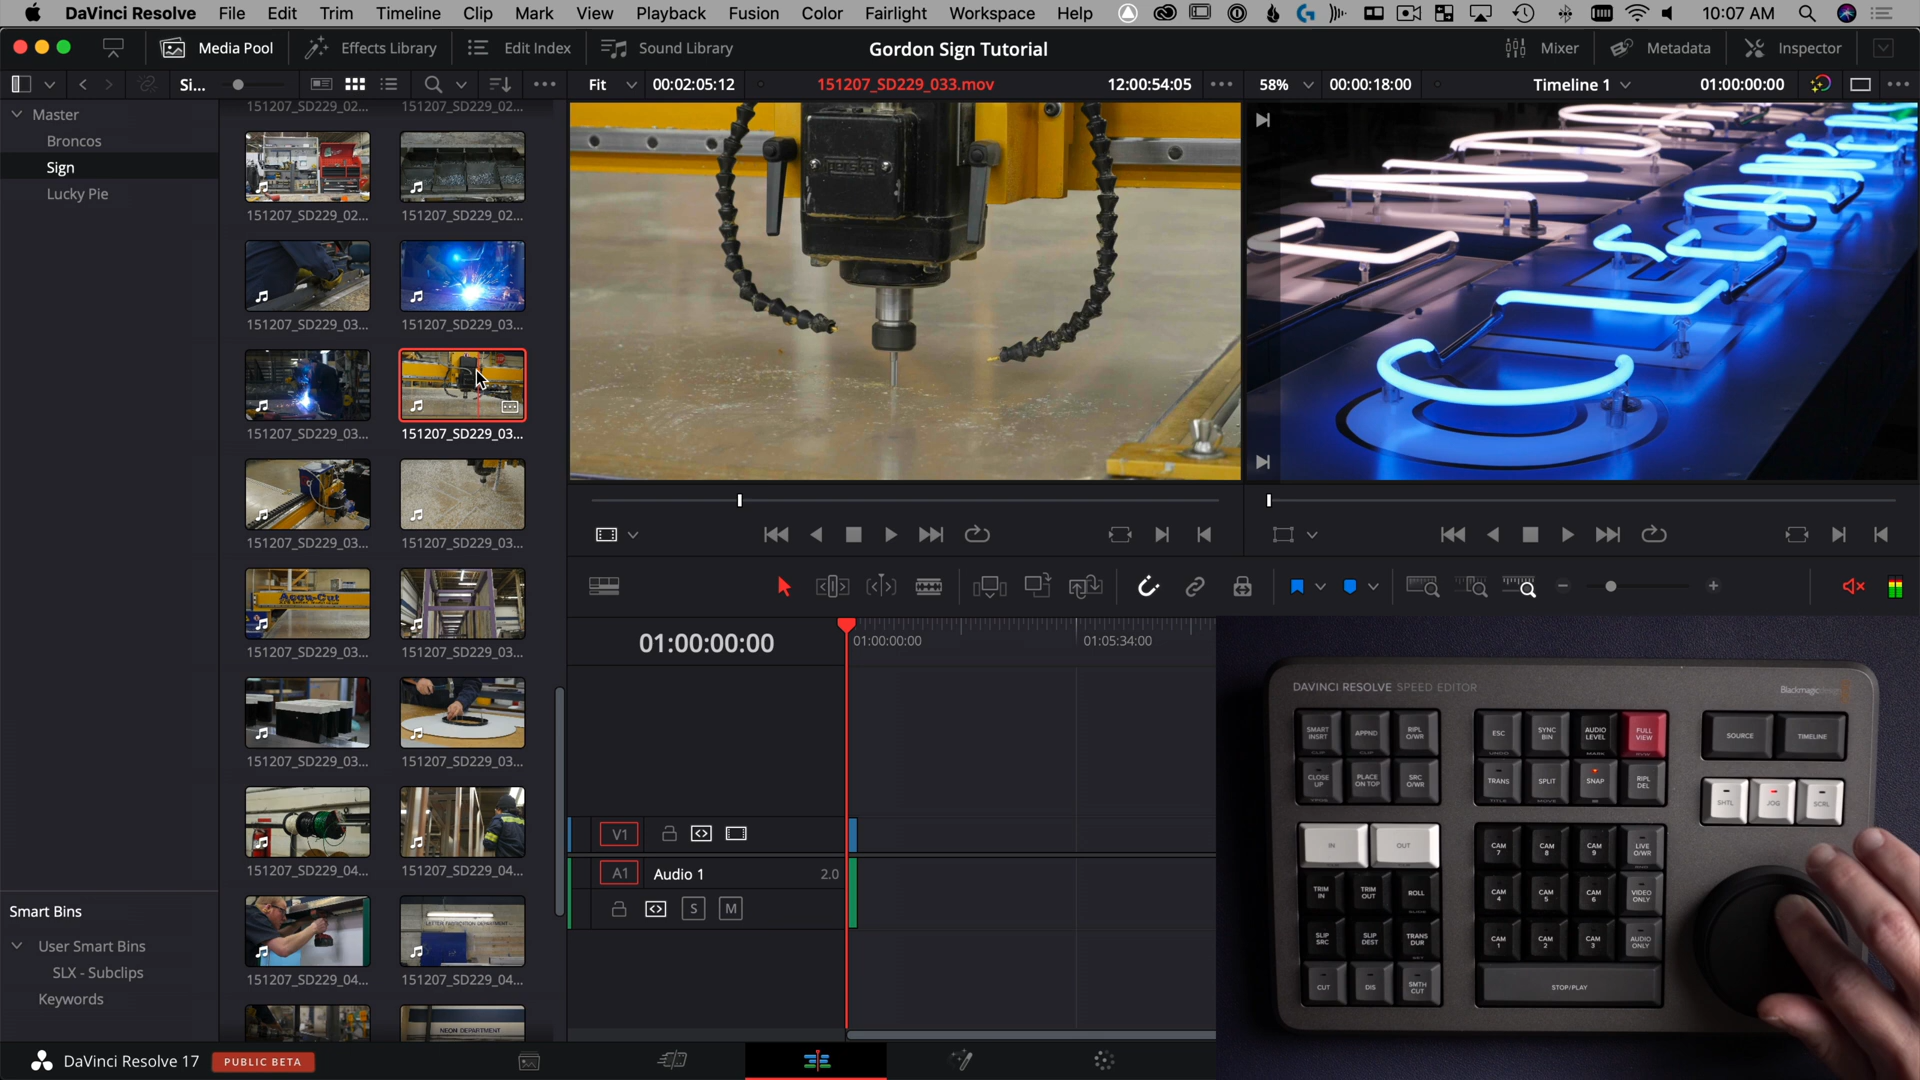 DaVinci Resolve File Edit Trim Timeline Clip Mark View Playback Fusion Color Fairlight Workspace Help 10:07 AM
Media Pool Effects Library Edit Index Sound Library Gordon Sign Tutorial Mixer Metadata Inspector
Si... Fit 00:02:05:12 151207_SD229_033.mov 12:00:54:05 58% 00:00:18:00 Timeline 1 01:00:00:00
Master
Broncos
Sign
Lucky Pie
151207_SD229_02... 151207_SD229_02...
151207_SD229_02... 151207_SD229_02...
151207_SD229_03... 151207_SD229_03...
151207_SD229_03... 151207_SD229_03...
151207_SD229_03... 151207_SD229_03...
Accu-Cut
151207_SD229_03... 151207_SD229_03...
151207_SD229_03... 151207_SD229_03...
151207_SD229_04... 151207_SD229_04...
151207_SD229_04... 151207_SD229_04...
NEON DEPARTMENT
Smart Bins
User Smart Bins
SLX - Subclips
Keywords
01:00:00:00 01:00:00:00 01:05:34:00
V1
A1 Audio 1 2.0
S M
DAVINCI RESOLVE SPEED EDITOR Blackmagicdesign
SMART INSRT APPND RIPL O/WR ESC SYNC BIN AUDIO LEVEL FULL VIEW SOURCE TIMELINE
CLOSE UP PLACE ON TOP SRC O/WR TRANS SPLIT SNAP RIPL DEL SHTL JOG SCRL
IN OUT CAM 7 CAM 8 CAM 9 LIVE O/WR
TRIM IN TRIM OUT ROLL CAM 4 CAM 5 CAM 6 VIDEO ONLY
SLIP SRC SLIP DEST TRANS DUR CAM 1 CAM 2 CAM 3 AUDIO ONLY
CUT DIS SMTH CUT STOP/PLAY
DaVinci Resolve 17 PUBLIC BETA